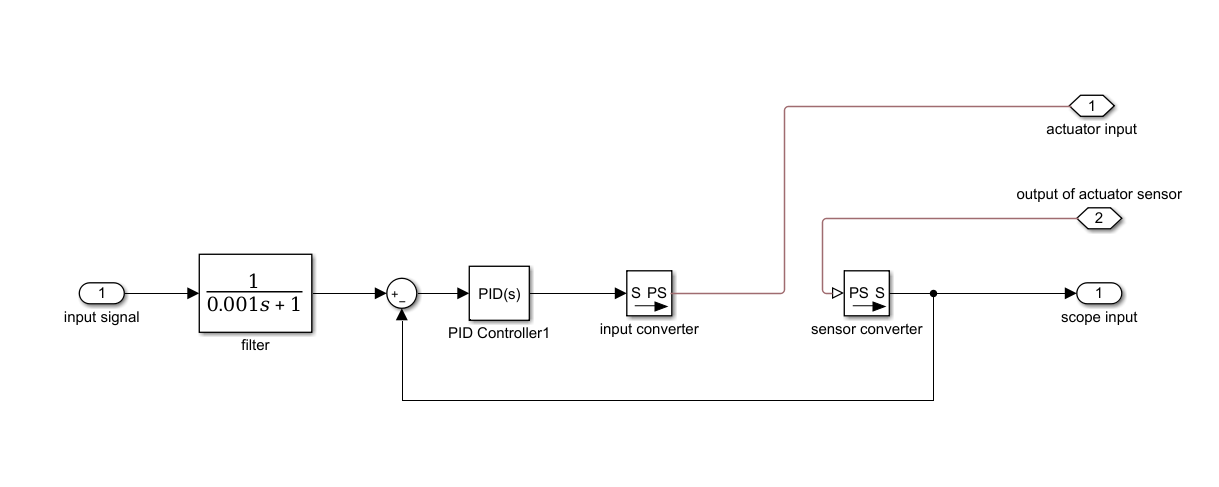 1
actuator input
output of actuator sensor
2
1
input signal
1
0.001s + 1
filter
+
−
PID(s)
PID Controller1
S PS
input converter
PS S
sensor converter
1
scope input